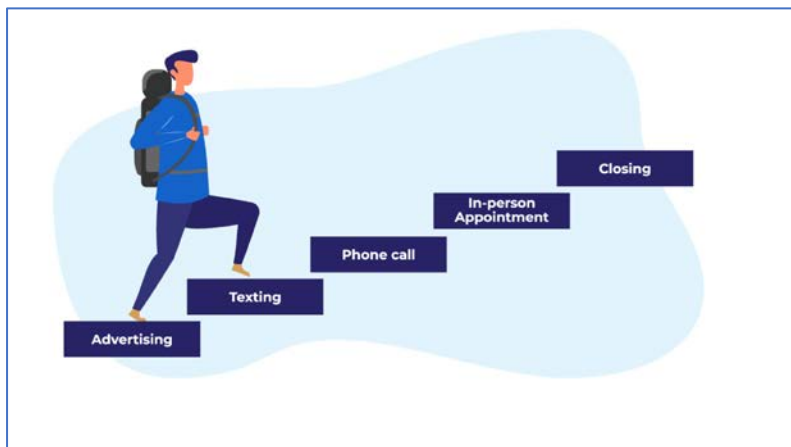 Closing
In-person
Appointment
Phone call
Texting
Advertising